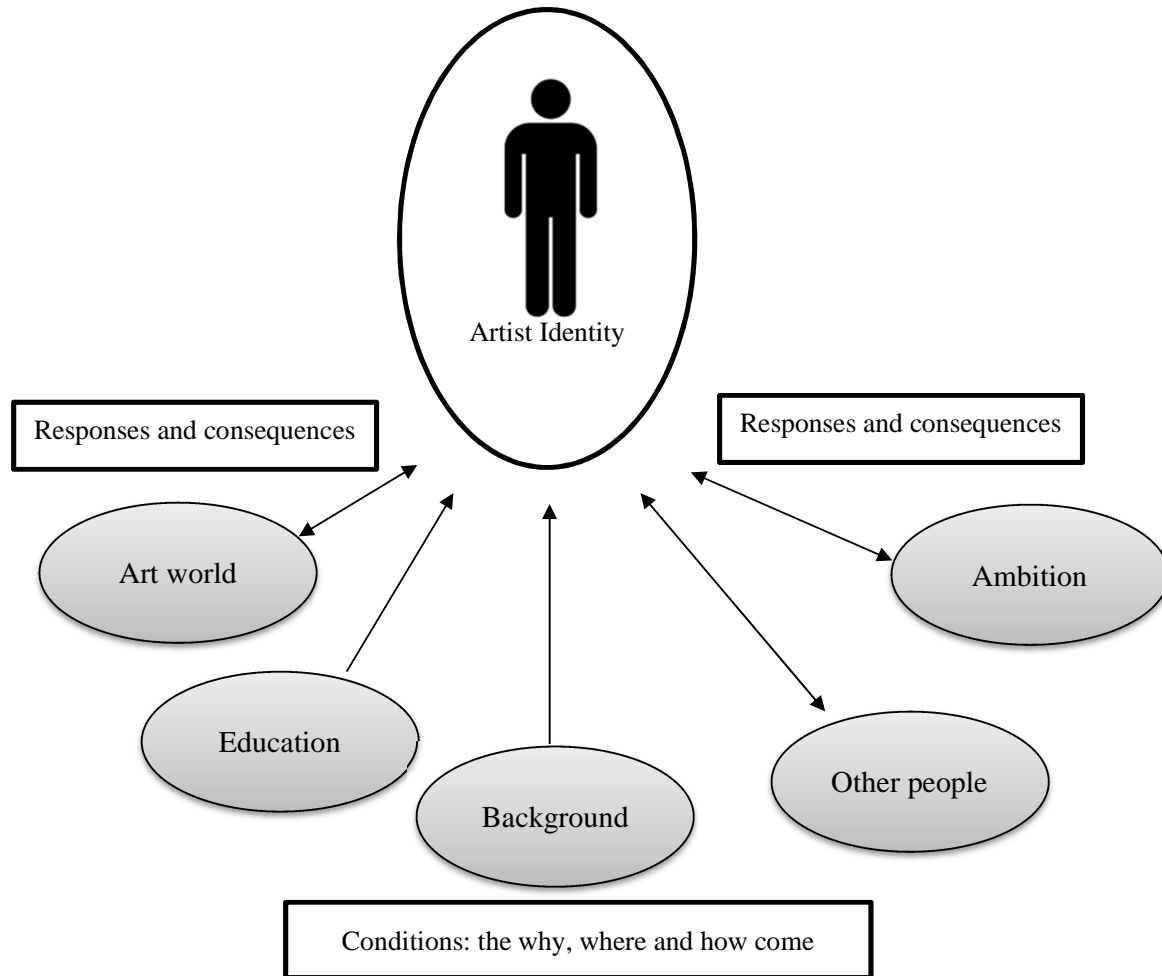 Artist Identity
Responses and consequences
Responses and consequences
Art world
Ambition
Education
Other people
Background
Conditions: the why, where and how come